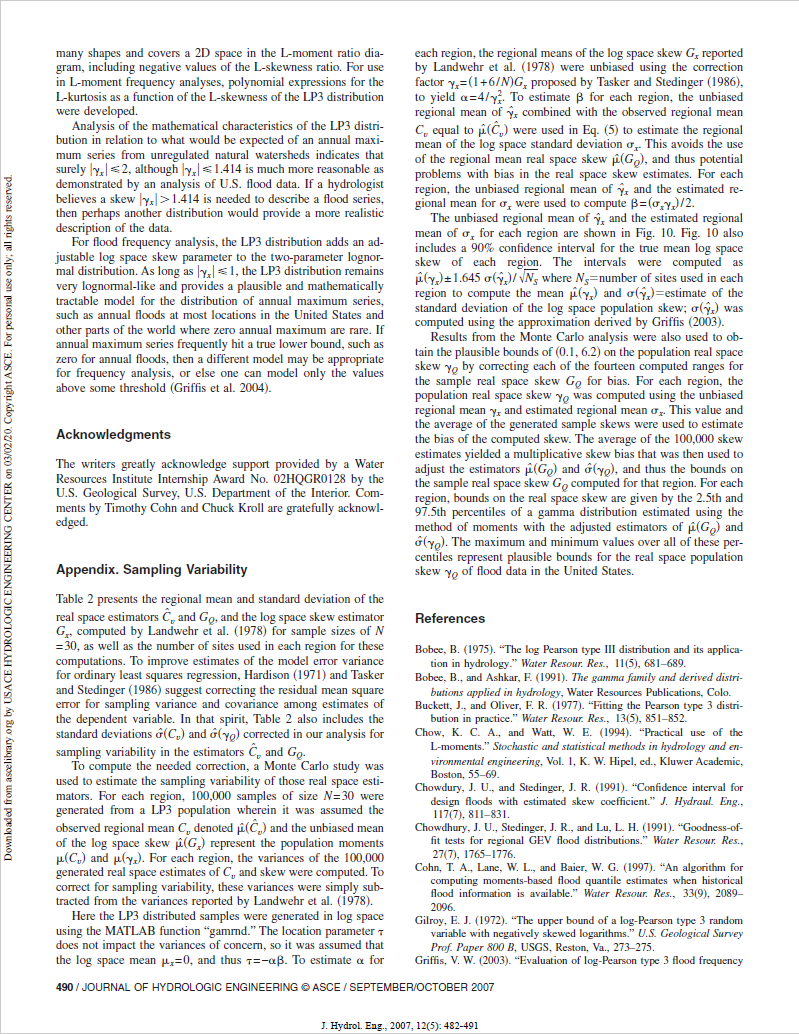 many shapes and covers a 2D space in the L-moment ratio dia-
gram, including negative values of the L-skewness ratio. For use
in L-moment frequency analyses, polynomial expressions for the
L-kurtosis as a function of the L-skewness of the LP3 distribution
were developed.
Analysis of the mathematical characteristics of the LP3 distri-
bution in relation to what would be expected of an annual maxi-
mum series from unregulated natural watersheds indicates that
surely |γx| ≤ 2, although |γx| ≤ 1.414 is much more reasonable as
demonstrated by an analysis of U.S. flood data. If a hydrologist
believes a skew |γx| > 1.414 is needed to describe a flood series,
then perhaps another distribution would provide a more realistic
description of the data.
For flood frequency analysis, the LP3 distribution adds an ad-
justable log space skew parameter to the two-parameter lognor-
mal distribution. As long as |γx| ≤ 1, the LP3 distribution remains
very lognormal-like and provides a plausible and mathematically
tractable model for the distribution of annual maximum series,
such as annual floods at most locations in the United States and
other parts of the world where zero annual maximum are rare. If
annual maximum series frequently hit a true lower bound, such as
zero for annual floods, then a different model may be appropriate
for frequency analysis, or else one can model only the values
above some threshold (Griffis et al. 2004).
Acknowledgments
The writers greatly acknowledge support provided by a Water
Resources Institute Internship Award No. 02HQGR0128 by the
U.S. Geological Survey, U.S. Department of the Interior. Com-
ments by Timothy Cohn and Chuck Kroll are gratefully acknowl-
edged.
Appendix. Sampling Variability
Table 2 presents the regional mean and standard deviation of the
real space estimators Ĉv and GQ, and the log space skew estimator
Gx, computed by Landwehr et al. (1978) for sample sizes of N
=30, as well as the number of sites used in each region for these
computations. To improve estimates of the model error variance
for ordinary least squares regression, Hardison (1971) and Tasker
and Stedinger (1986) suggest correcting the residual mean square
error for sampling variance and covariance among estimates of
the dependent variable. In that spirit, Table 2 also includes the
standard deviations σ̂(Cv) and σ̂(γQ) corrected in our analysis for
sampling variability in the estimators Ĉv and GQ.
To compute the needed correction, a Monte Carlo study was
used to estimate the sampling variability of those real space esti-
mators. For each region, 100,000 samples of size N=30 were
generated from a LP3 population wherein it was assumed the
observed regional mean Cv denoted μ̂(Ĉv) and the unbiased mean
of the log space skew μ̂(Gx) represent the population moments
μ(Cv) and μ(γx). For each region, the variances of the 100,000
generated real space estimates of Cv and skew were computed. To
correct for sampling variability, these variances were simply sub-
tracted from the variances reported by Landwehr et al. (1978).
Here the LP3 distributed samples were generated in log space
using the MATLAB function “gamrnd.” The location parameter τ
does not impact the variances of concern, so it was assumed that
the log space mean μx=0, and thus τ=−αβ. To estimate α for
each region, the regional means of the log space skew Gx reported
by Landwehr et al. (1978) were unbiased using the correction
factor γx=(1+6/N)Gx proposed by Tasker and Stedinger (1986),
to yield α=4/γx². To estimate β for each region, the unbiased
regional mean of γ̂x combined with the observed regional mean
Cv equal to μ̂(Ĉv) were used in Eq. (5) to estimate the regional
mean of the log space standard deviation σx. This avoids the use
of the regional mean real space skew μ̂(GQ), and thus potential
problems with bias in the real space skew estimates. For each
region, the unbiased regional mean of γ̂x and the estimated re-
gional mean for σx were used to compute β=(σxγx)/2.
The unbiased regional mean of γ̂x and the estimated regional
mean of σx for each region are shown in Fig. 10. Fig. 10 also
includes a 90% confidence interval for the true mean log space
skew of each region. The intervals were computed as
μ̂(γx)±1.645 σ(γ̂x)/√NS where NS=number of sites used in each
region to compute the mean μ̂(γx) and σ(γ̂x)=estimate of the
standard deviation of the log space population skew; σ(γ̂x) was
computed using the approximation derived by Griffis (2003).
Results from the Monte Carlo analysis were also used to ob-
tain the plausible bounds of (0.1, 6.2) on the population real space
skew γQ by correcting each of the fourteen computed ranges for
the sample real space skew GQ for bias. For each region, the
population real space skew γQ was computed using the unbiased
regional mean γx and estimated regional mean σx. This value and
the average of the generated sample skews were used to estimate
the bias of the computed skew. The average of the 100,000 skew
estimates yielded a multiplicative skew bias that was then used to
adjust the estimators μ̂(GQ) and σ̂(γQ), and thus the bounds on
the sample real space skew GQ computed for that region. For each
region, bounds on the real space skew are given by the 2.5th and
97.5th percentiles of a gamma distribution estimated using the
method of moments with the adjusted estimators of μ̂(GQ) and
σ̂(γQ). The maximum and minimum values over all of these per-
centiles represent plausible bounds for the real space population
skew γQ of flood data in the United States.
References
Bobee, B. (1975). “The log Pearson type III distribution and its applica-
tion in hydrology.” Water Resour. Res., 11(5), 681–689.
Bobee, B., and Ashkar, F. (1991). The gamma family and derived distri-
butions applied in hydrology, Water Resources Publications, Colo.
Buckett, J., and Oliver, F. R. (1977). “Fitting the Pearson type 3 distri-
bution in practice.” Water Resour. Res., 13(5), 851–852.
Chow, K. C. A., and Watt, W. E. (1994). “Practical use of the
L-moments.” Stochastic and statistical methods in hydrology and en-
vironmental engineering, Vol. 1, K. W. Hipel, ed., Kluwer Academic,
Boston, 55–69.
Chowdury, J. U., and Stedinger, J. R. (1991). “Confidence interval for
design floods with estimated skew coefficient.” J. Hydraul. Eng.,
117(7), 811–831.
Chowdhury, J. U., Stedinger, J. R., and Lu, L. H. (1991). “Goodness-of-
fit tests for regional GEV flood distributions.” Water Resour. Res.,
27(7), 1765–1776.
Cohn, T. A., Lane, W. L., and Baier, W. G. (1997). “An algorithm for
computing moments-based flood quantile estimates when historical
flood information is available.” Water Resour. Res., 33(9), 2089–
2096.
Gilroy, E. J. (1972). “The upper bound of a log-Pearson type 3 random
variable with negatively skewed logarithms.” U.S. Geological Survey
Prof. Paper 800 B, USGS, Reston, Va., 273–275.
Griffis, V. W. (2003). “Evaluation of log-Pearson type 3 flood frequency
490 / JOURNAL OF HYDROLOGIC ENGINEERING © ASCE / SEPTEMBER/OCTOBER 2007
J. Hydrol. Eng., 2007, 12(5): 482-491
Downloaded from ascelibrary.org by USACE HYDROLOGIC ENGINEERING CENTER on 03/02/20. Copyright ASCE. For personal use only; all rights reserved.